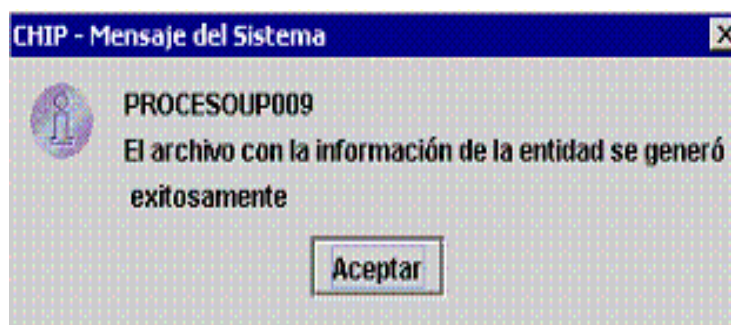 CHIP - Mensaje del Sistema
PROCESOUP009
El archivo con la información de la entidad se generó
exitosamente
Aceptar